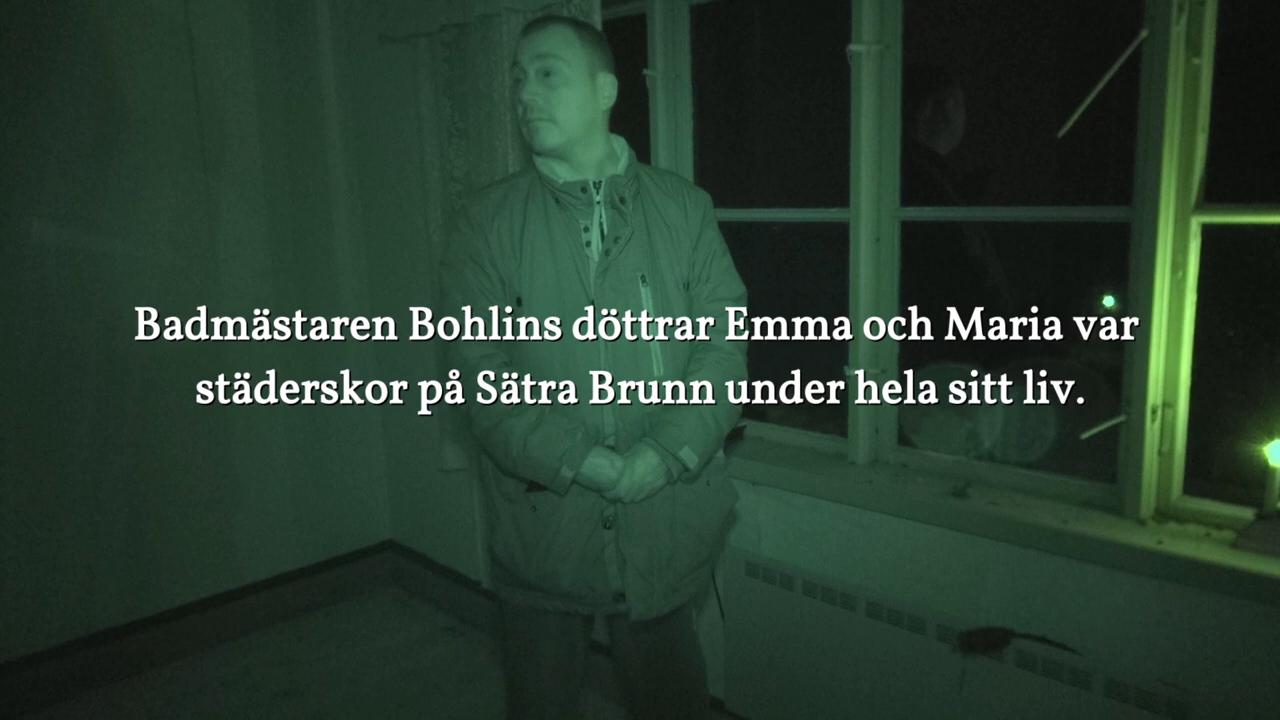 Badmästaren Bohlins döttrar Emma och Maria var
städerskor på Sätra Brunn under hela sitt liv.